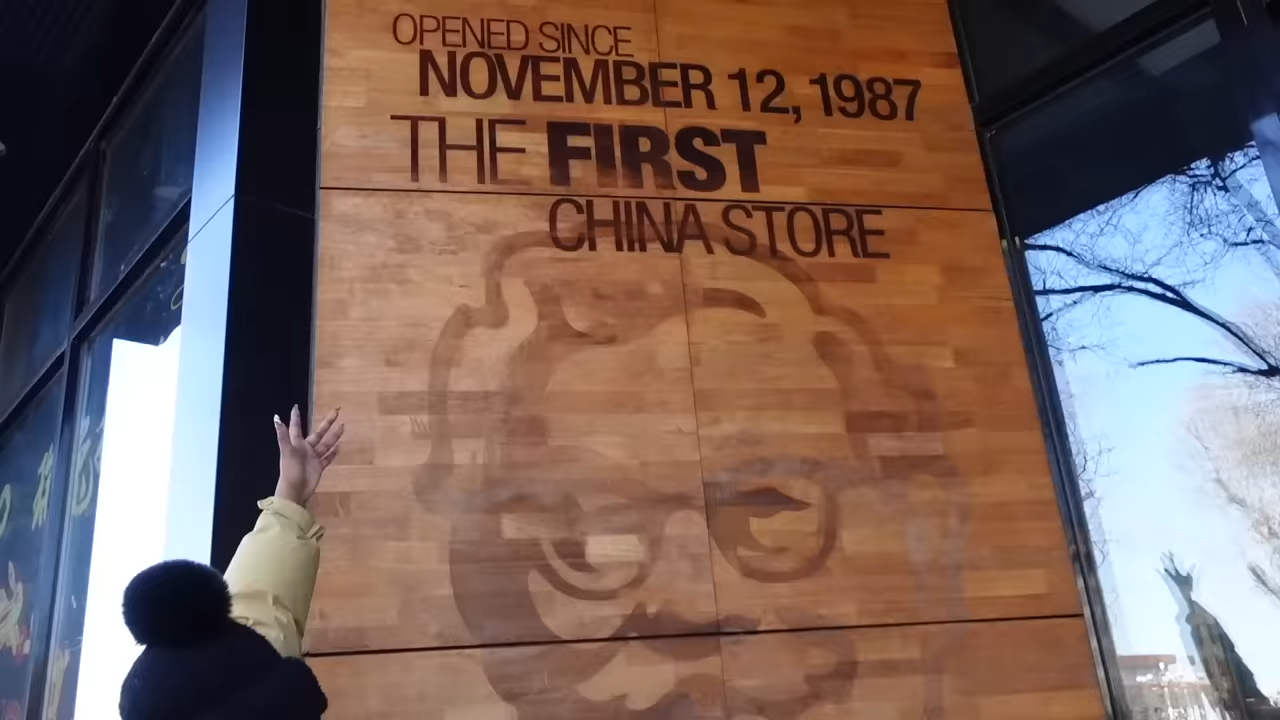 OPENED SINCE
NOVEMBER 12, 1987
THE FIRST
CHINA STORE